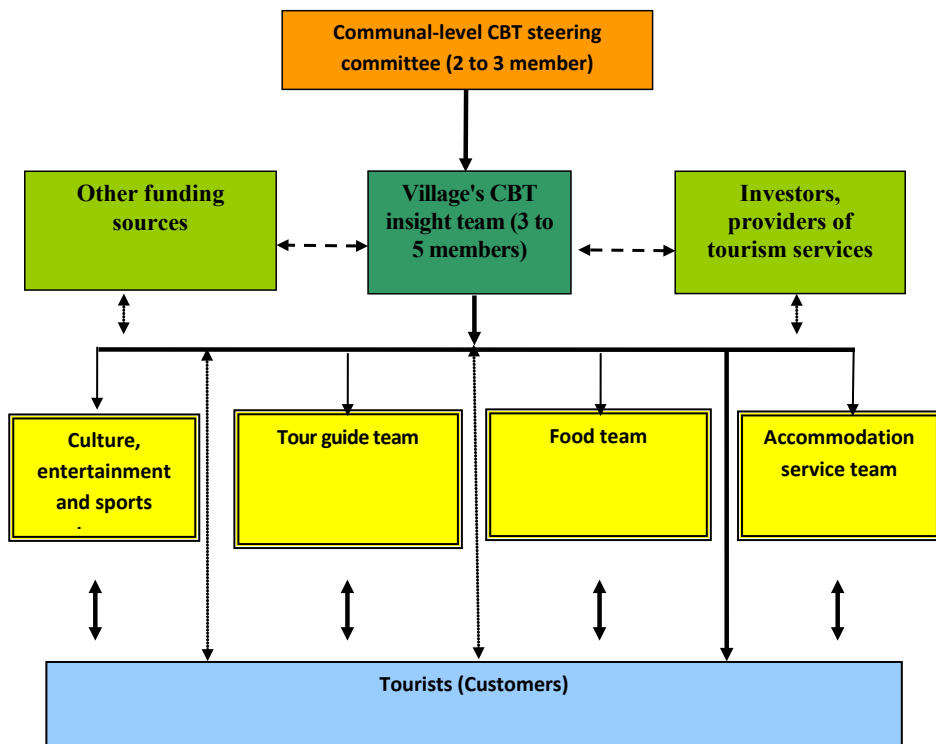 Communal-level CBT steering
committee (2 to 3 member)
Other funding
sources
Village's CBT
insight team (3 to
5 members)
Investors,
providers of
tourism services
Culture,
entertainment
and sports
Tour guide team
Food team
Accommodation
service team
Tourists (Customers)